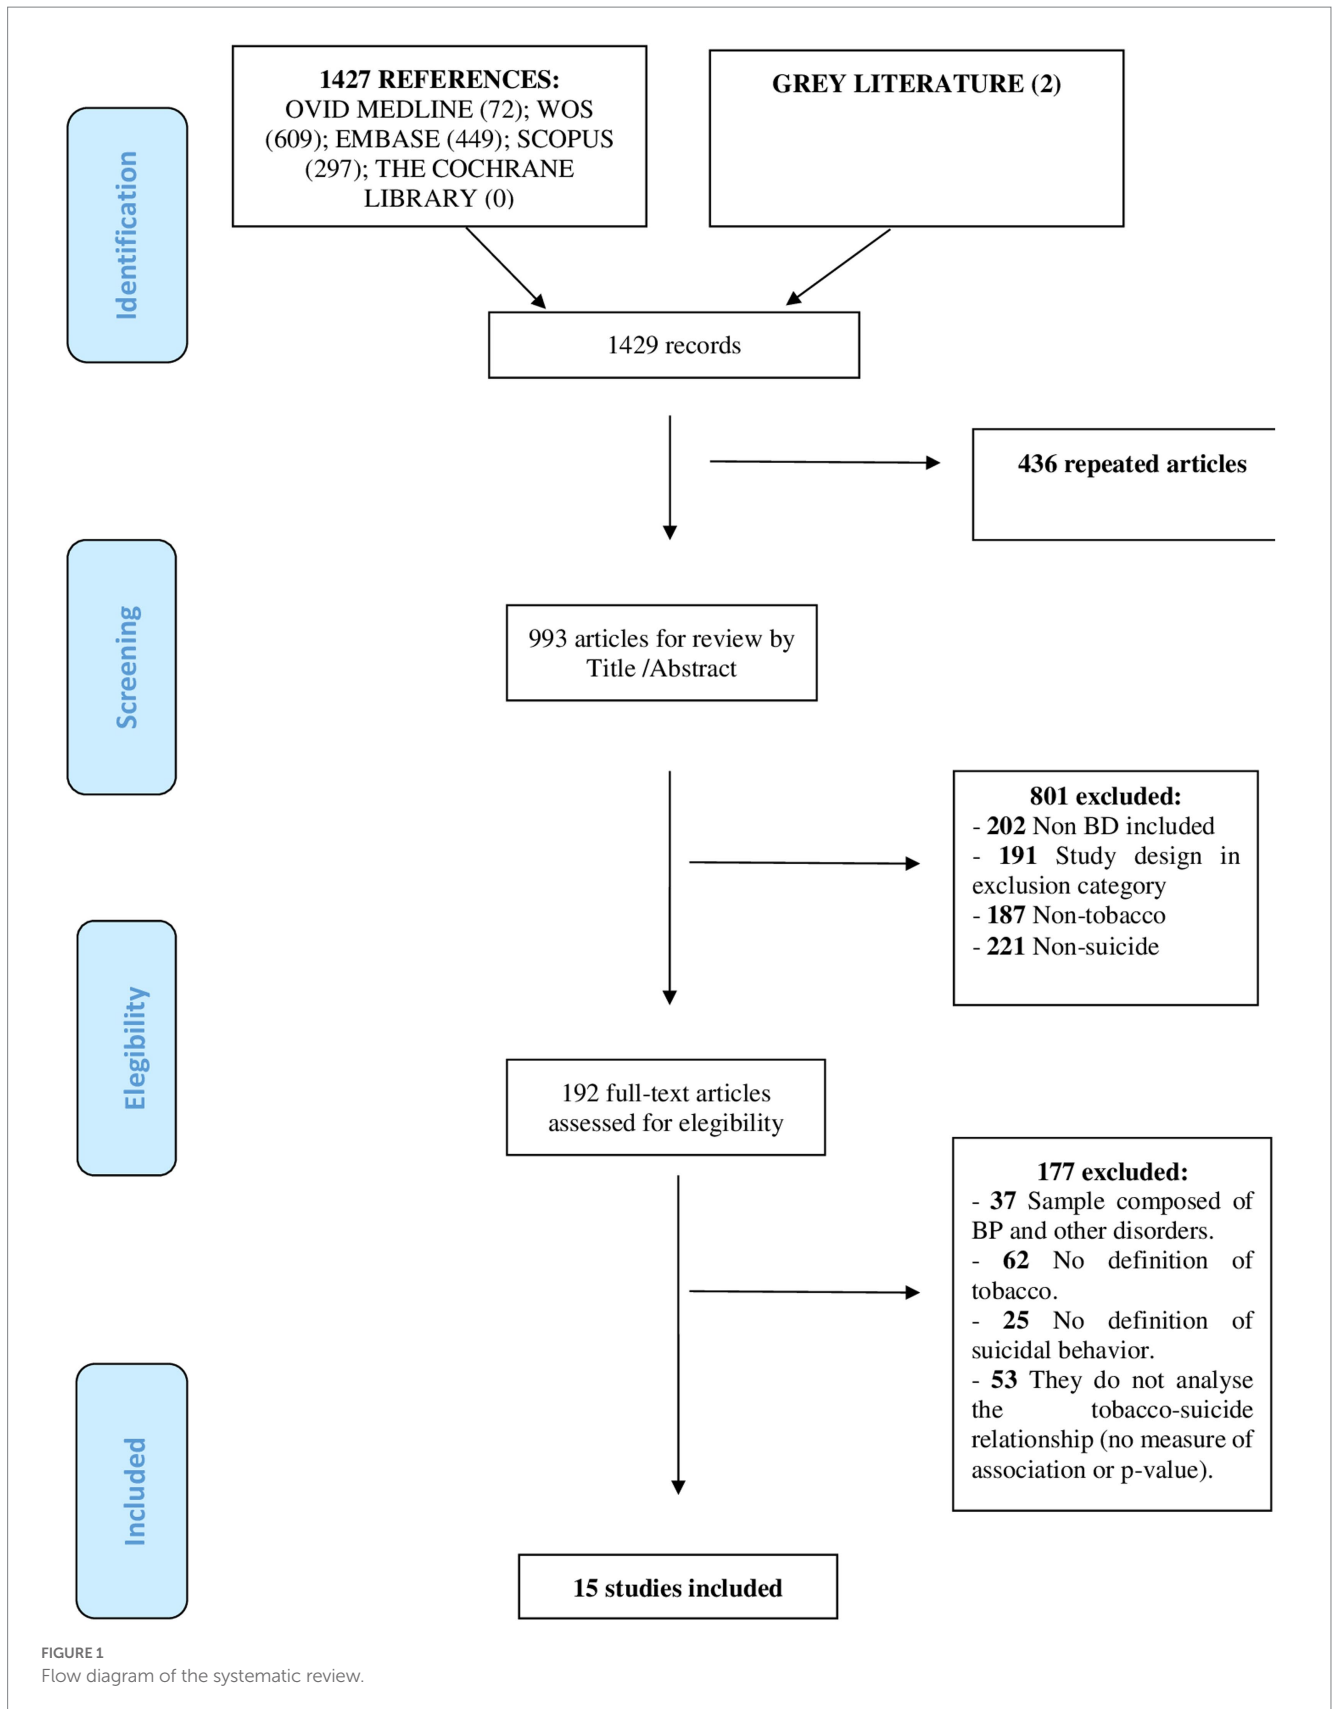 1427 REFERENCES:
OVID MEDLINE (72); WOS
(609); EMBASE (449); SCOPUS
(297); THE COCHRANE
LIBRARY (0)
GREY LITERATURE (2)
Identification
1429 records
436 repeated articles
Screening
993 articles for review by
Title /Abstract
801 excluded:
- 202 Non BD included
- 191 Study design in
exclusion category
- 187 Non-tobacco
- 221 Non-suicide
Elegibility
192 full-text articles
assessed for elegibility
177 excluded:
- 37 Sample composed of
BP and other disorders.
- 62 No definition of
tobacco.
- 25 No definition of
suicidal behavior.
- 53 They do not analyse
the tobacco-suicide
relationship (no measure of
association or p-value).
Included
15 studies included
FIGURE 1
Flow diagram of the systematic review.